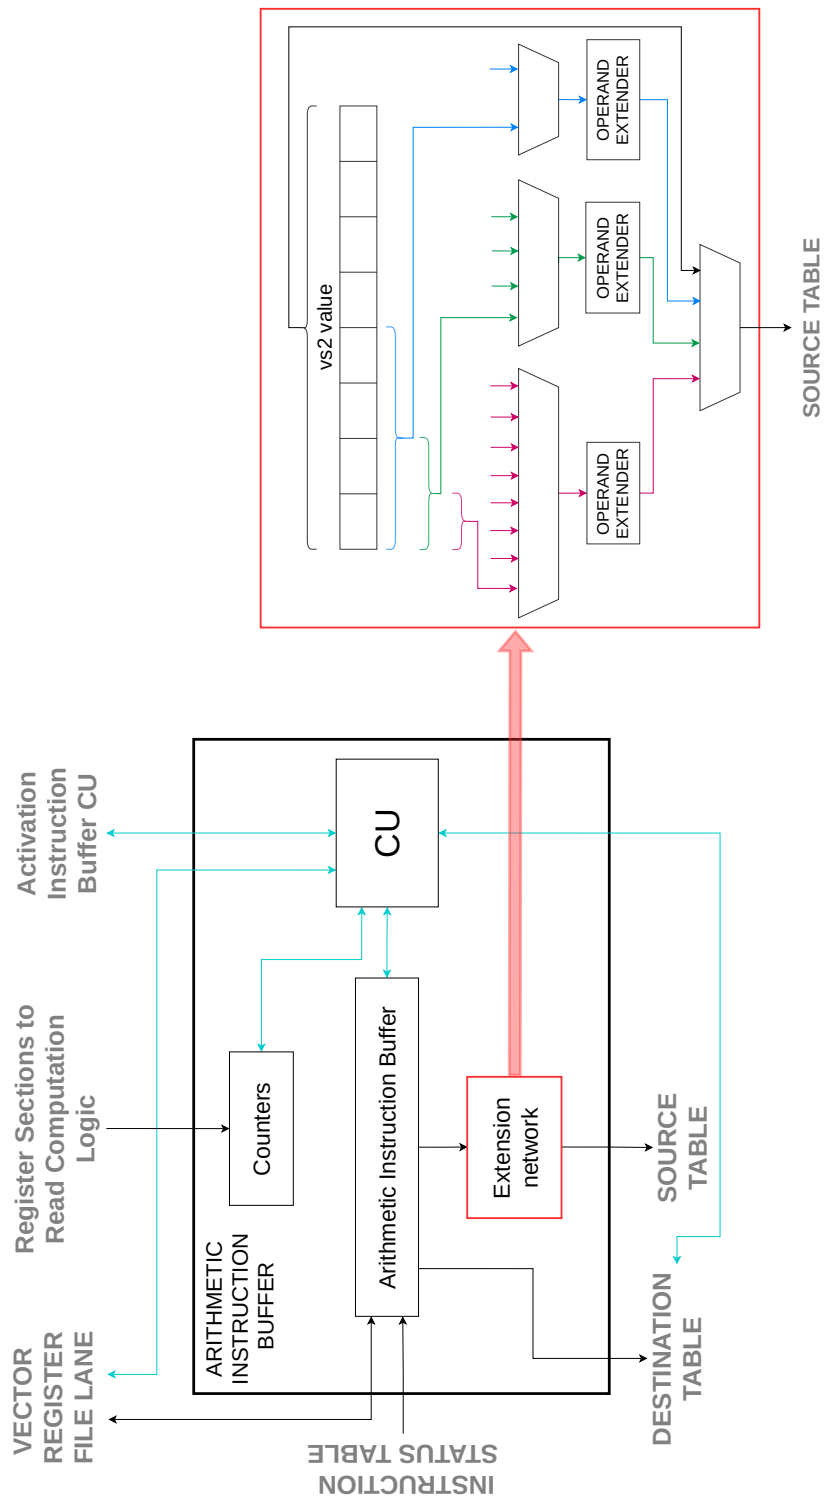 VECTOR
REGISTER
FILE LANE
Register Sections to
Read Computation
Logic
Activation
Instruction
Buffer CU
INSTRUCTION
STATUS TABLE
ARITHMETIC
INSTRUCTION
BUFFER
Counters
CU
Arithmetic Instruction Buffer
Extension
network
DESTINATION
TABLE
SOURCE
TABLE
vs2 value
OPERAND
EXTENDER
OPERAND
EXTENDER
OPERAND
EXTENDER
SOURCE TABLE